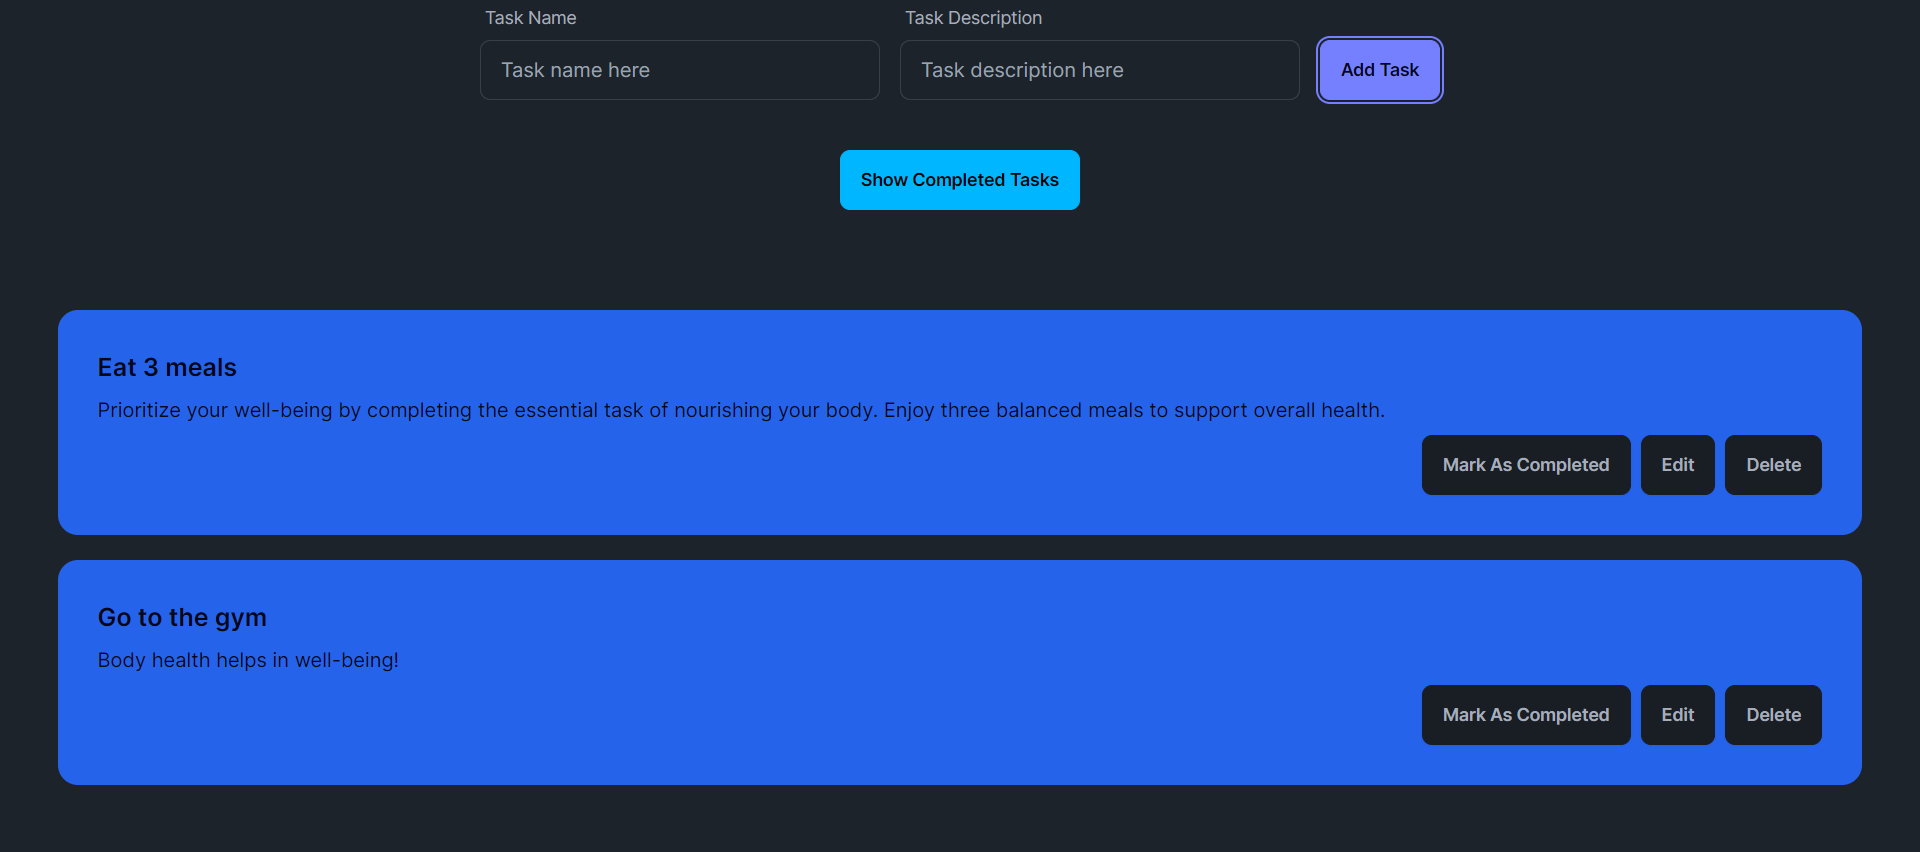 Task Name
Task Description
Task name here
Task description here
Add Task
Show Completed Tasks
Eat 3 meals
Prioritize your well-being by completing the essential task of nourishing your body. Enjoy three balanced meals to support overall health.
Mark As Completed
Edit
Delete
Go to the gym
Body health helps in well-being!
Mark As Completed
Edit
Delete